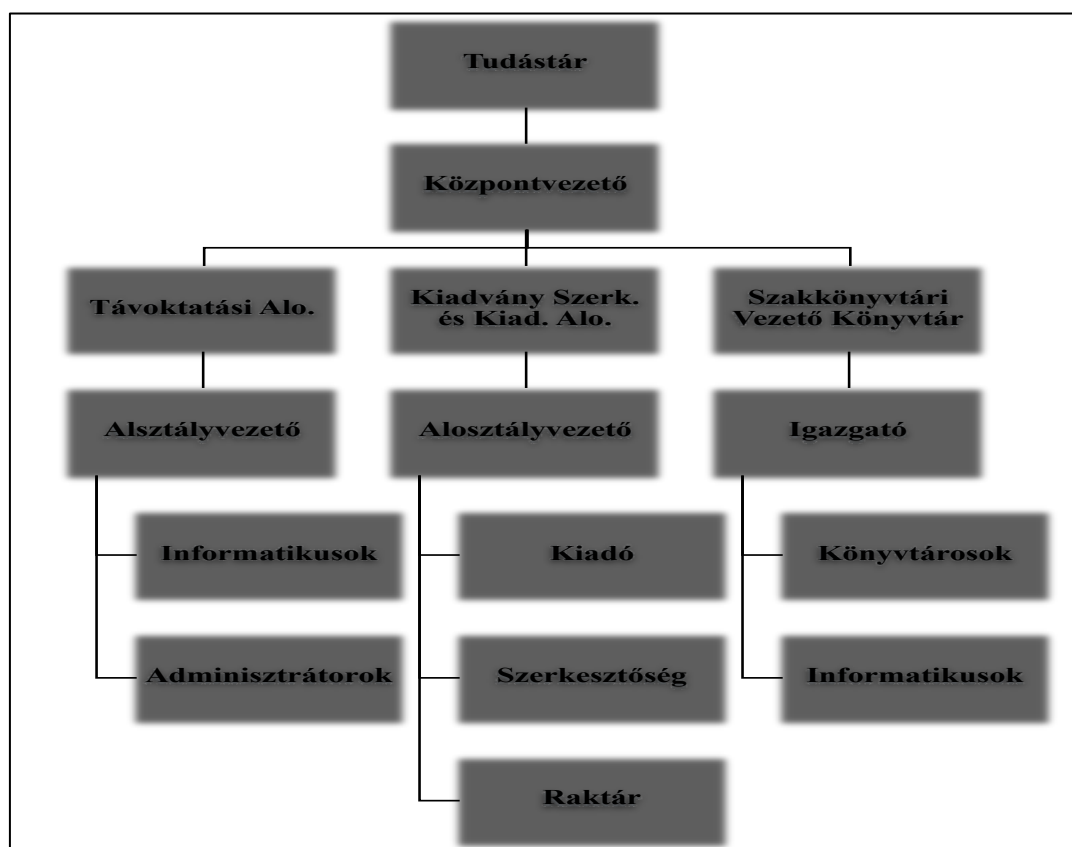 Tudástár
Központvezető
Távoktatási Alo.
Kiadvány Szerk.
és Kiad. Alo.
Szakkönyvtári
Vezető Könyvtár
Alsztályvezető
Alosztályvezető
Igazgató
Informatikusok
Kiadó
Könyvtárosok
Adminisztrátorok
Szerkesztőség
Informatikusok
Raktár